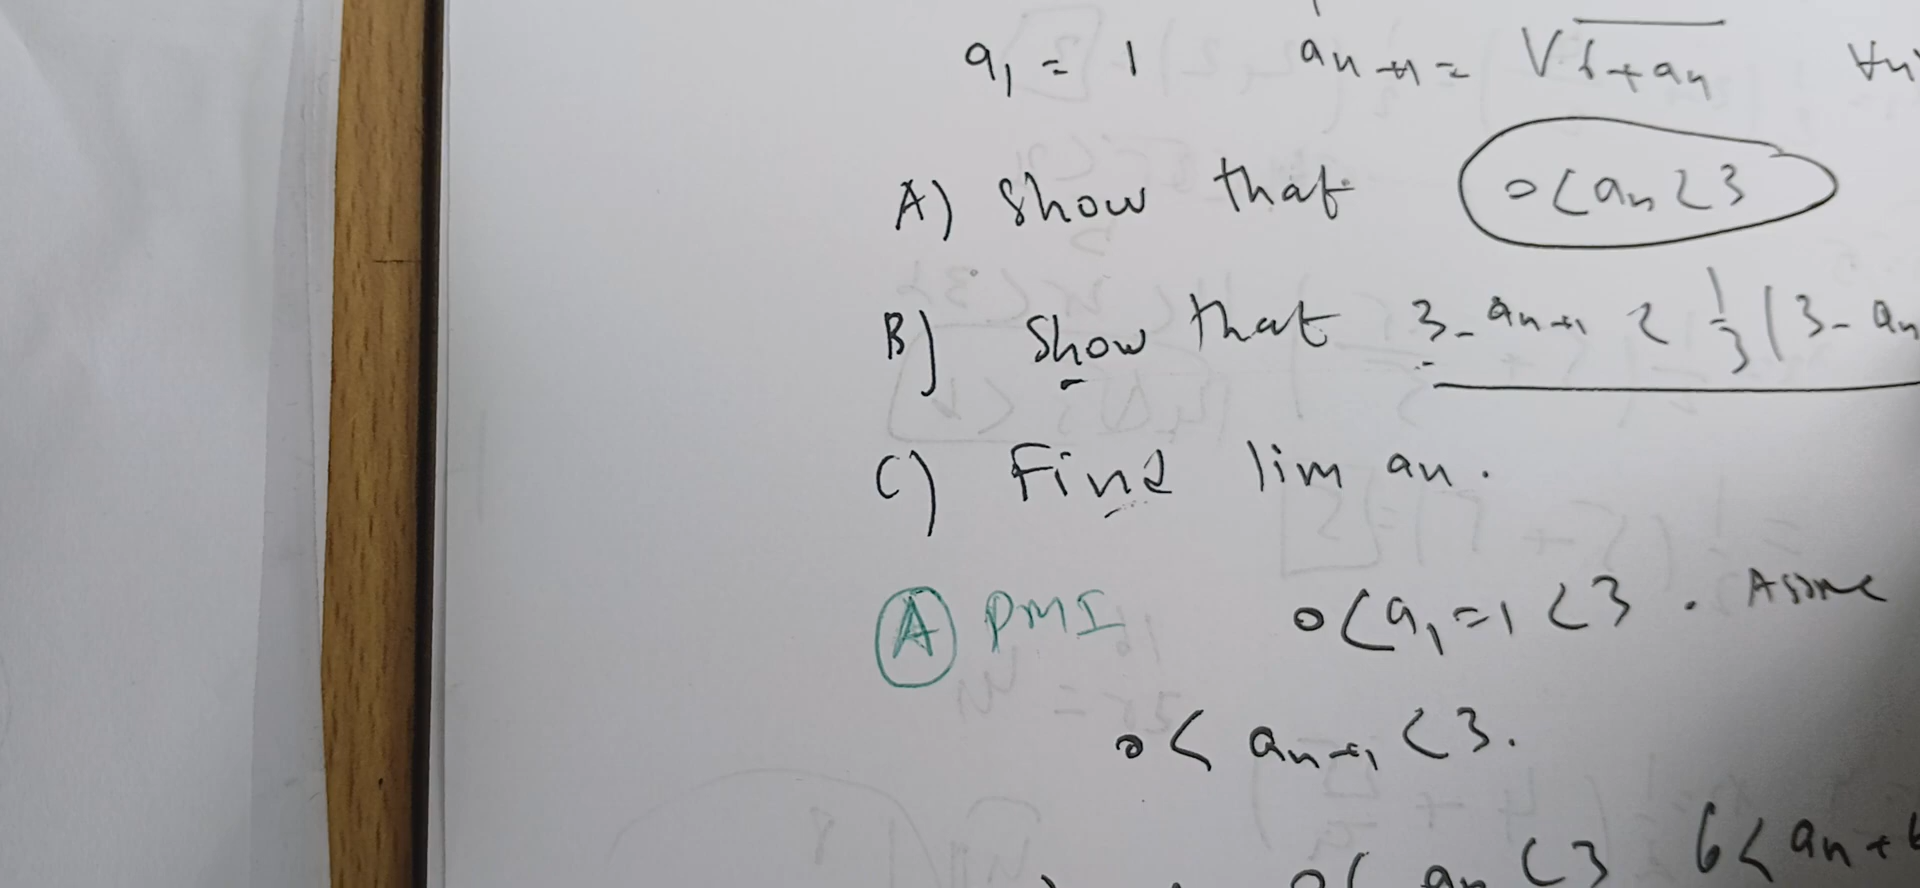 a₁ = 1 aₙ₊₁ = √6+aₙ ∀n
A) Show that 0<aₙ<3
B) Show that 3-aₙ₊₁ < 1/3 (3-aₙ
C) Find lim aₙ.
A PMI 0<a₁=1<3. Assume
0< aₙ₊₁ <3.
0< aₙ <3 6< aₙ+6